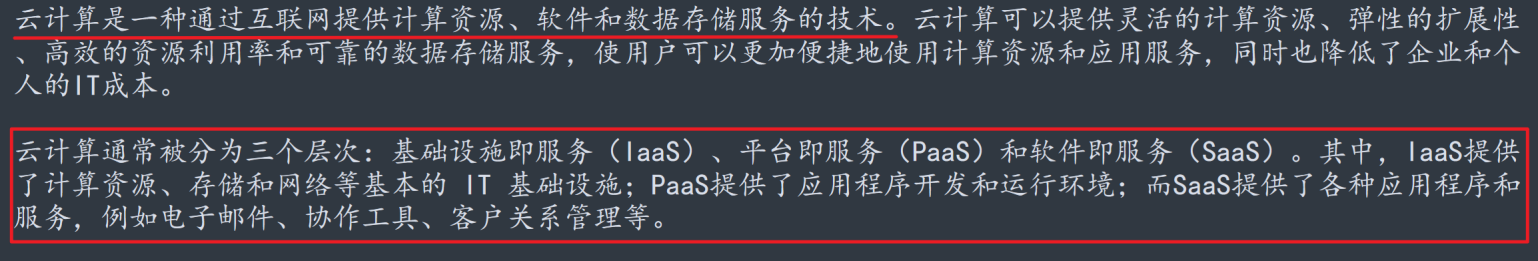 云计算是一种通过互联网提供计算资源、软件和数据存储服务的技术。云计算可以提供灵活的计算资源、弹性的扩展性
、高效的资源利用率和可靠的数据存储服务，使用户可以更加便捷地使用计算资源和应用服务，同时也降低了企业和个
人的IT成本。
云计算通常被分为三个层次：基础设施即服务（IaaS）、平台即服务（PaaS）和软件即服务（SaaS）。其中，IaaS提供
了计算资源、存储和网络等基本的 IT 基础设施；PaaS提供了应用程序开发和运行环境；而SaaS提供了各种应用程序和
服务，例如电子邮件、协作工具、客户关系管理等。